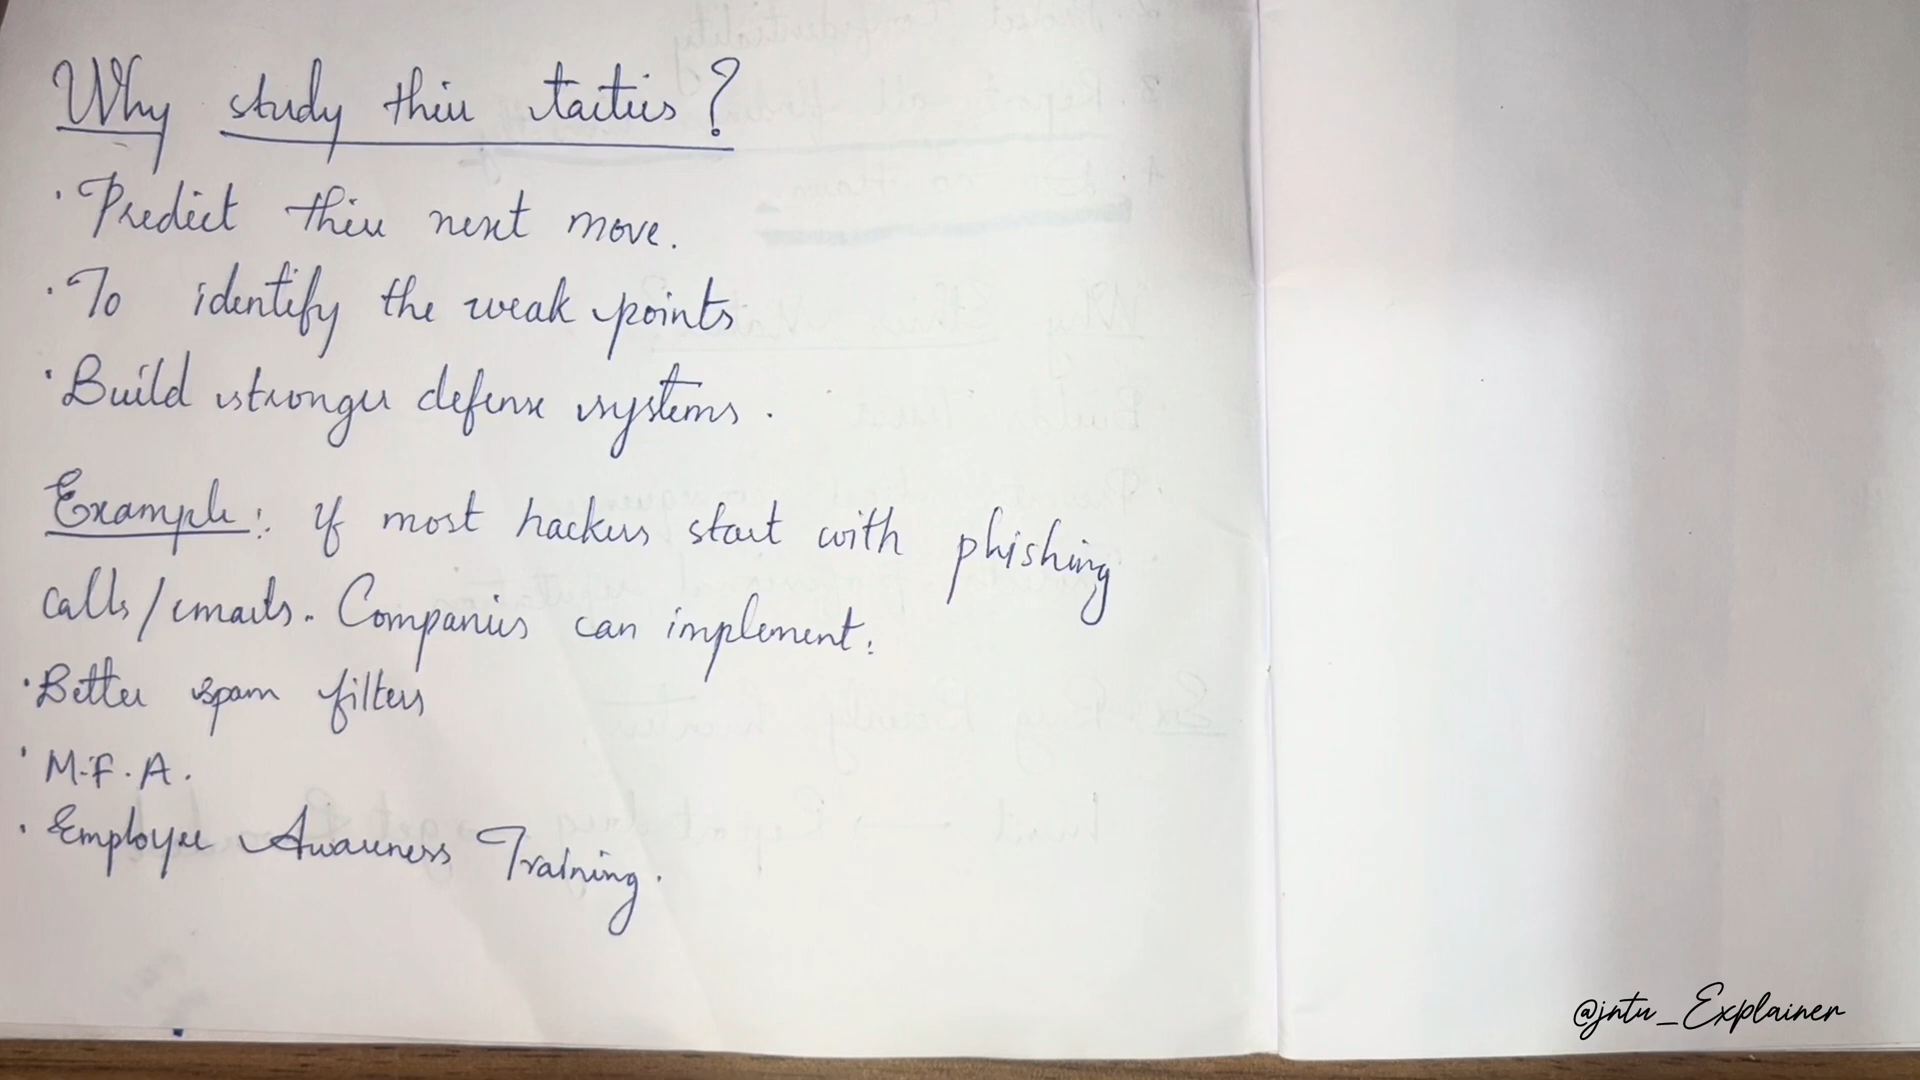 Why study their tactics?
• Predict their next move.
• To identify the weak points
• Build stronger defense systems.
Example: If most hackers start with phishing
calls/emails. Companies can implement:
• Better spam filters
• M.F.A.
• Employee Awareness Training.
@jntu_Explainer